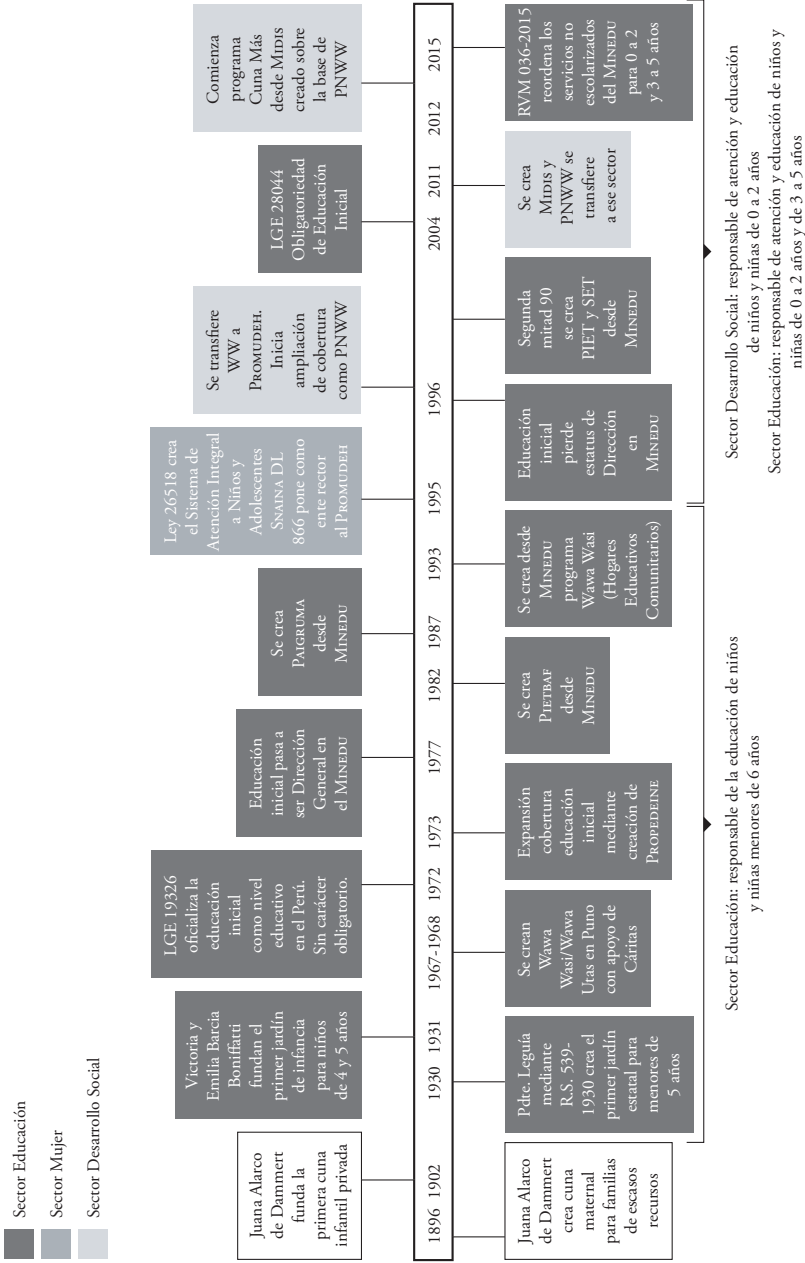 Sector Educación
Sector Mujer
Sector Desarrollo Social
Juana Alarco
de Dammert
funda la
primera cuna
infantil privada
Victoria y
Emilia Barcia
Boniffatti
fundan el
primer jardín
de infancia
para niños
de 4 y 5 años
LGE 19326
oficializa la
educación
inicial
como nivel
educativo
en el Perú.
Sin carácter
obligatorio.
Educación
inicial pasa a
ser Dirección
General en
el MINEDU
Se crea
PAIGRUMA
desde
MINEDU
Ley 26518 crea
el Sistema de
Atención Integral
a Niños y
Adolescentes
SNAINA DL
866 pone como
ente rector
al PROMUDEH
Se transfiere
WW a
PROMUDEH.
Inicia
ampliación
de cobertura
como PNWW
LGE 28044
Obligatoriedad
de Educación
Inicial
Comienza
programa
Cuna Más
desde MIDIS
creado sobre
la base de
PNWW
1896 1902 1930 1931 1967-1968 1972 1973 1977 1982 1987 1993 1995 1996 2004 2011 2012 2015
Juana Alarco
de Dammert
crea cuna
maternal
para familias
de escasos
recursos
Pdte. Leguía
mediante
R.S. 539-
1930 crea el
primer jardín
estatal para
menores de
5 años
Se crean
Wawa
Wasi/Wawa
Utas en Puno
con apoyo de
Cáritas
Expansión
cobertura
educación
inicial
mediante
creación de
PROPEDEINE
Se crea
PIETBAF
desde
MINEDU
Se crea desde
MINEDU
programa
Wawa Wasi
(Hogares
Educativos
Comunitarios)
Educación
inicial
pierde
estatus de
Dirección
en
MINEDU
Segunda
mitad 90
se crea
PIET y SET
desde
MINEDU
Se crea
MIDIS y
PNWW se
transfiere
a ese sector
RVM 036-2015
reordena los
servicios no
escolarizados
del MINEDU
para 0 a 2
y 3 a 5 años
Sector Educación: responsable de la educación de niños
y niñas menores de 6 años
Sector Desarrollo Social: responsable de atención y educación
de niños y niñas de 0 a 2 años
Sector Educación: responsable de atención y educación de niños y
niñas de 0 a 2 años y de 3 a 5 años